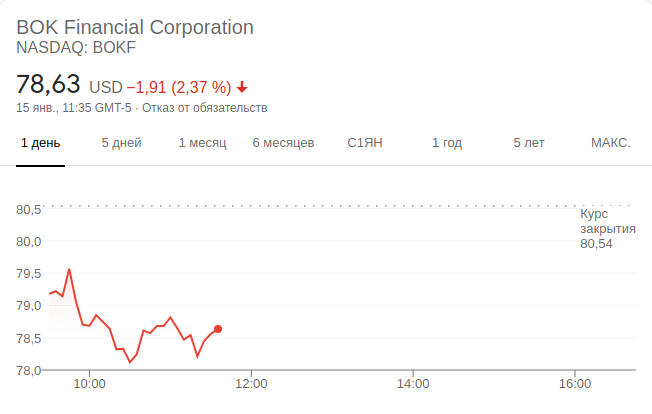 BOK Financial Corporation
NASDAQ: BOKF
78,63 USD −1,91 (2,37 %)
15 янв., 11:35 GMT-5 · Отказ от обязательств
1 день 5 дней 1 месяц 6 месяцев С1ЯН 1 год 5 лет МАКС.
80,5
Курс
закрытия
80,54
80,0
79,5
79,0
78,5
78,0
10:00 12:00 14:00 16:00